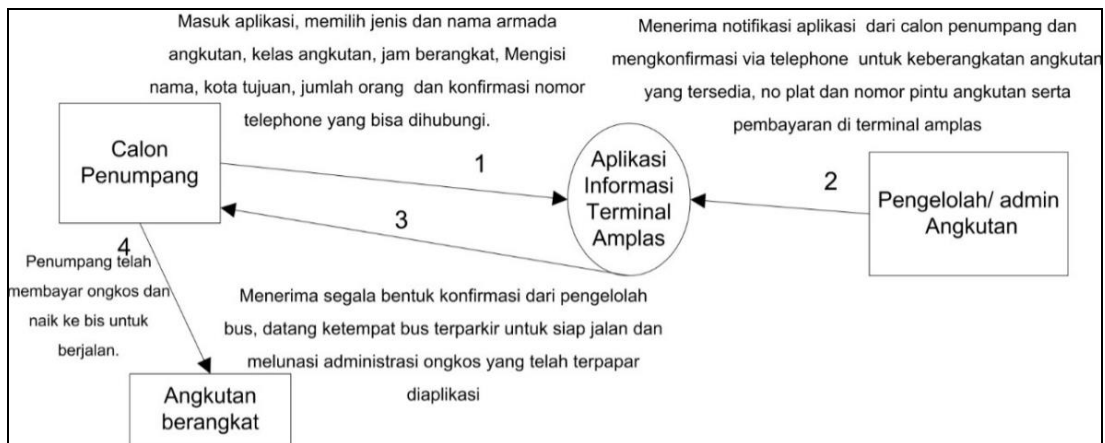 Masuk aplikasi, memilih jenis dan nama armada
angkutan, kelas angkutan, jam berangkat, Mengisi
nama, kota tujuan, jumlah orang dan konfirmasi nomor
telephone yang bisa dihubungi.
Menerima notifikasi aplikasi dari calon penumpang dan
mengkonfirmasi via telephone untuk keberangkatan angkutan
yang tersedia, no plat dan nomor pintu angkutan serta
pembayaran di terminal amplas
Calon
Penumpang
1
Aplikasi
Informasi
Terminal
Amplas
2
Pengelolah/ admin
Angkutan
3
4
Penumpang telah
membayar ongkos dan
naik ke bis untuk
berjalan.
Menerima segala bentuk konfirmasi dari pengelolah
bus, datang ketempat bus terparkir untuk siap jalan dan
melunasi administrasi ongkos yang telah terpapar
diaplikasi
Angkutan
berangkat